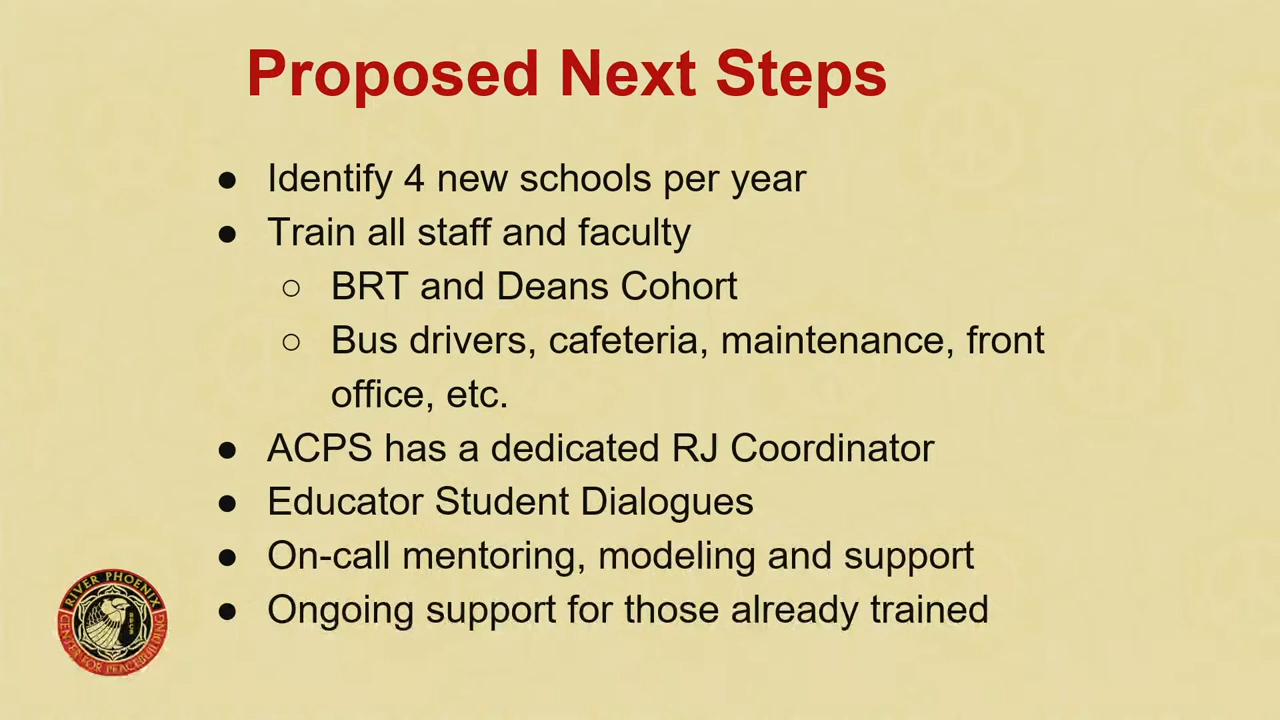 Proposed Next Steps
● Identify 4 new schools per year
● Train all staff and faculty
○ BRT and Deans Cohort
○ Bus drivers, cafeteria, maintenance, front
office, etc.
● ACPS has a dedicated RJ Coordinator
● Educator Student Dialogues
● On-call mentoring, modeling and support
● Ongoing support for those already trained
RIVER PHOENIX
CENTER FOR PEACEBUILDING